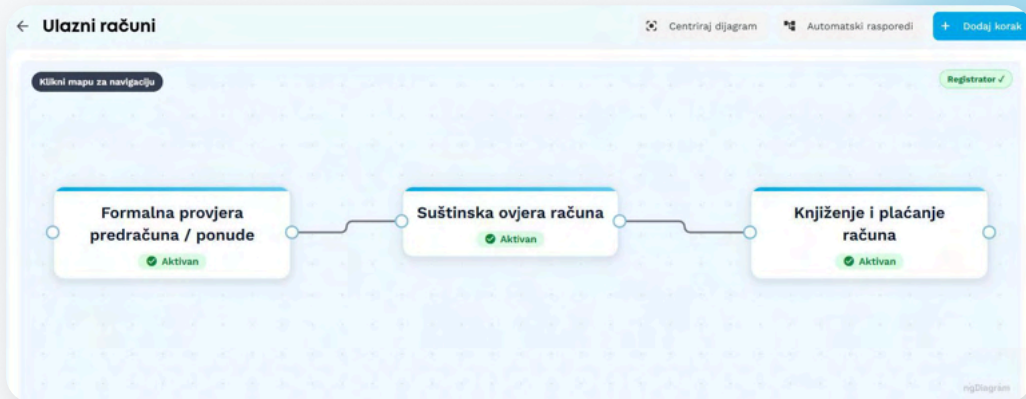 Ulazni računi
Centriraj dijagram
Automatski rasporedi
+ Dodaj korak
Klikni mapu za navigaciju
Registrator ✓
Formalna provjera
predračuna / ponude
Aktivan
Suštinska ovjera računa
Aktivan
Knjiženje i plaćanje
računa
Aktivan
ngDiagram